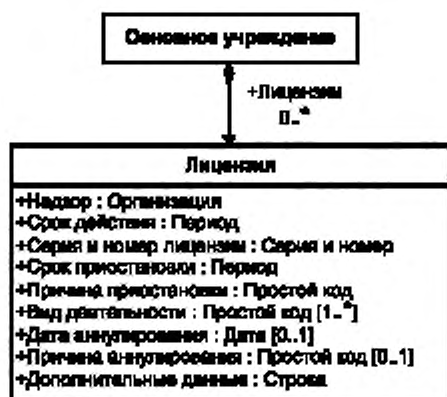 Основное учреждение
+Лицензии
0..*
Лицензия
+Надзор : Организация
+Срок действия : Период
+Серия и номер лицензии : Серия и номер
+Срок приостановки : Период
+Причина приостановки : Простой код
+Вид деятельности : Простой код [1..*]
+Дата аннулирования : Дата [0..1]
+Причина аннулирования : Простой код [0..1]
+Дополнительные данные : Строка